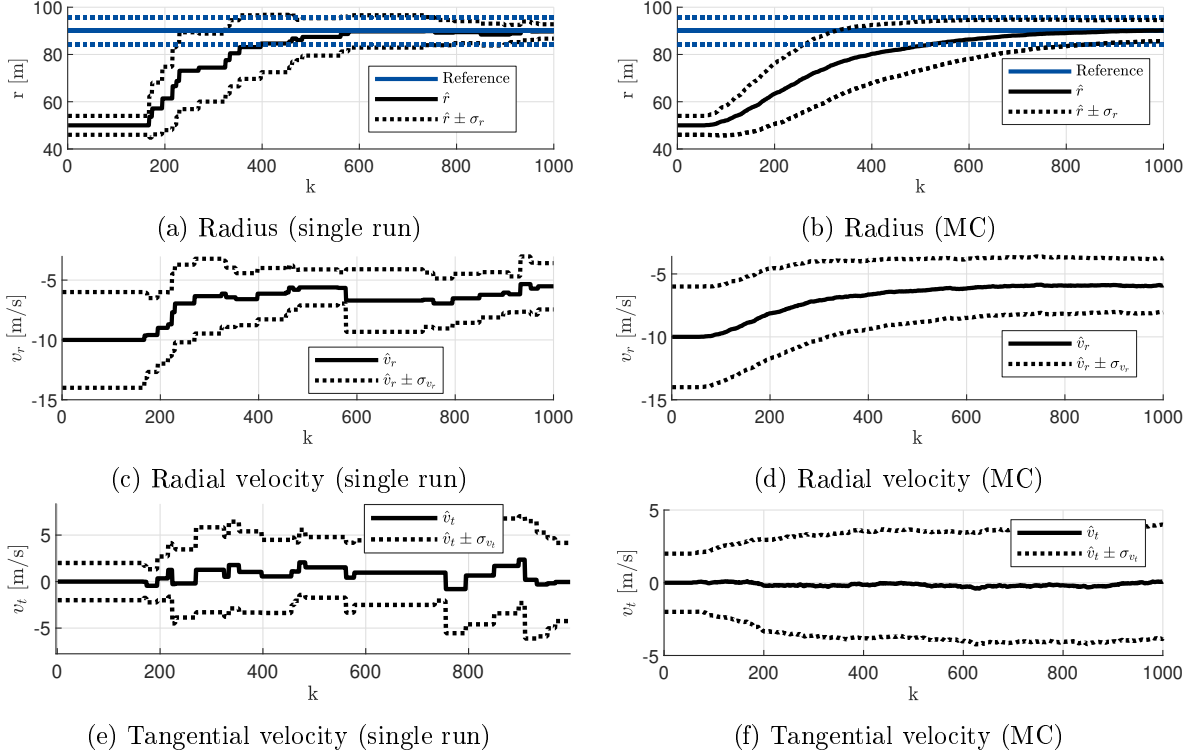 100
80
60
40
r [m]
Reference
r̂
r̂ ± σ_r
0 200 400 600 800 1000
k
(a) Radius (single run)
100
80
60
40
r [m]
Reference
r̂
r̂ ± σ_r
0 200 400 600 800 1000
k
(b) Radius (MC)
-5
-10
-15
v_r [m/s]
v̂_r
v̂_r ± σ_{v_r}
0 200 400 600 800 1000
k
(c) Radial velocity (single run)
-5
-10
-15
v_r [m/s]
v̂_r
v̂_r ± σ_{v_r}
0 200 400 600 800 1000
k
(d) Radial velocity (MC)
5
0
-5
v_t [m/s]
v̂_t
v̂_t ± σ_{v_t}
0 200 400 600 800
k
(e) Tangential velocity (single run)
5
0
-5
v_t [m/s]
v̂_t
v̂_t ± σ_{v_t}
0 200 400 600 800 1000
k
(f) Tangential velocity (MC)